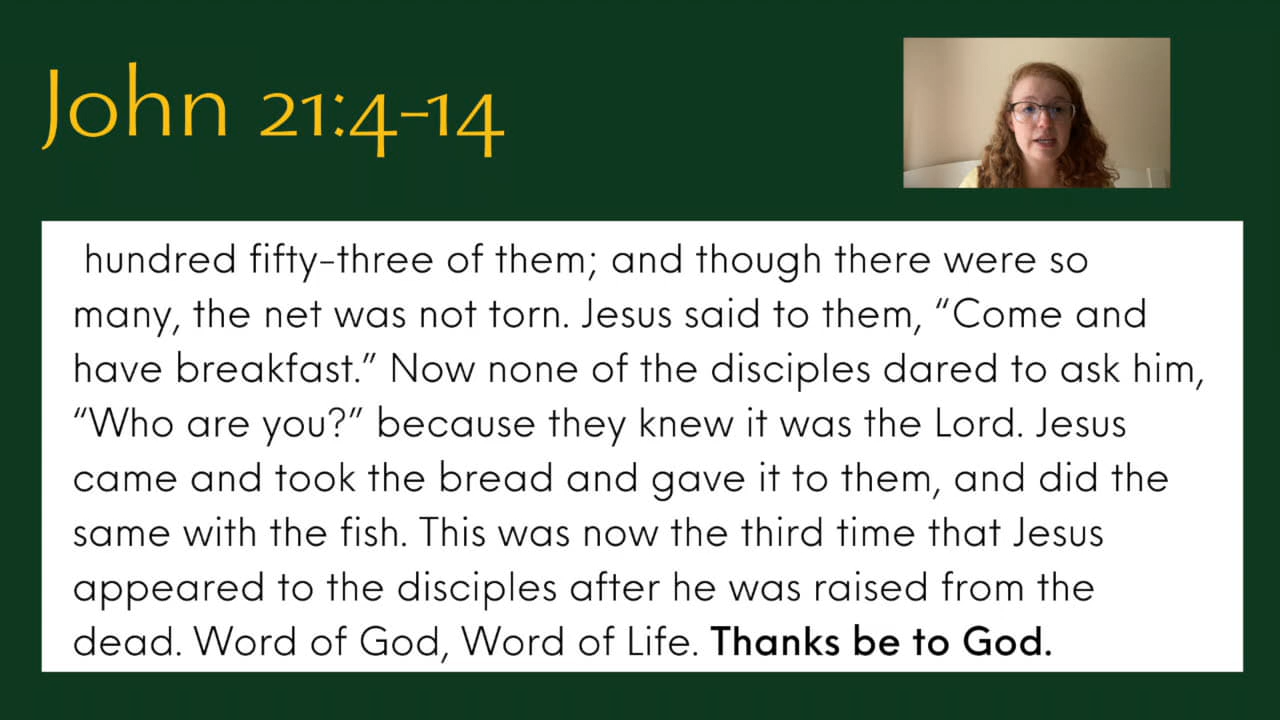 John 21:4-14
hundred fifty-three of them; and though there were so
many, the net was not torn. Jesus said to them, “Come and
have breakfast.” Now none of the disciples dared to ask him,
“Who are you?” because they knew it was the Lord. Jesus
came and took the bread and gave it to them, and did the
same with the fish. This was now the third time that Jesus
appeared to the disciples after he was raised from the
dead. Word of God, Word of Life. Thanks be to God.